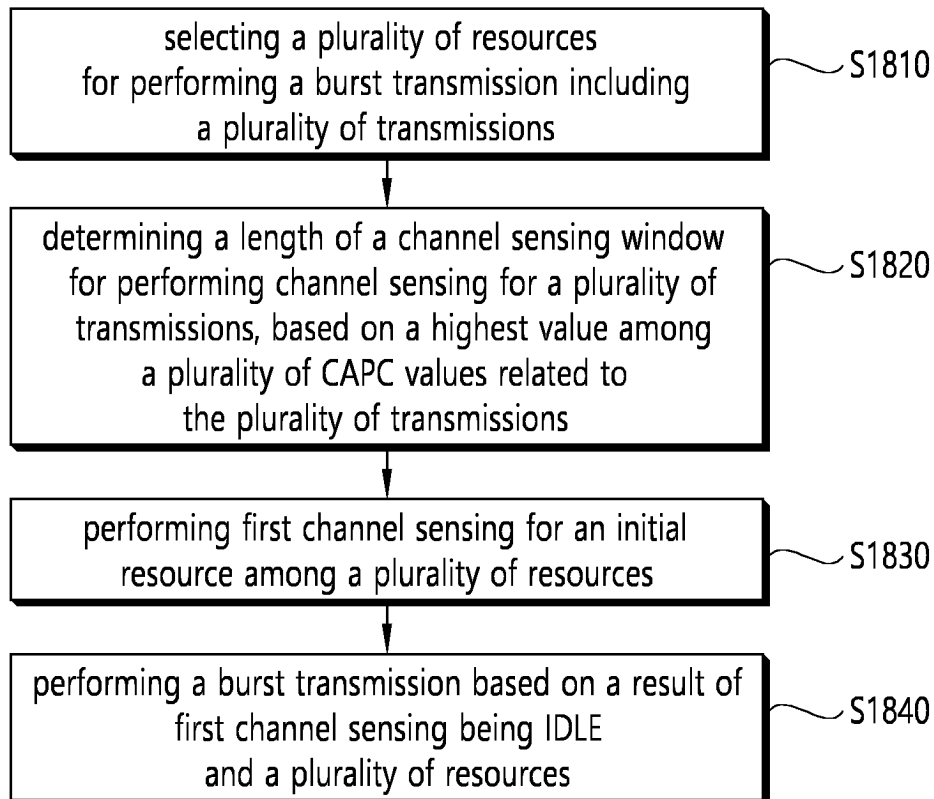 selecting a plurality of resources
for performing a burst transmission including
a plurality of transmissions
S1810
determining a length of a channel sensing window
for performing channel sensing for a plurality of
transmissions, based on a highest value among
a plurality of CAPC values related to
the plurality of transmissions
S1820
performing first channel sensing for an initial
resource among a plurality of resources
S1830
performing a burst transmission based on a result of
first channel sensing being IDLE
and a plurality of resources
S1840